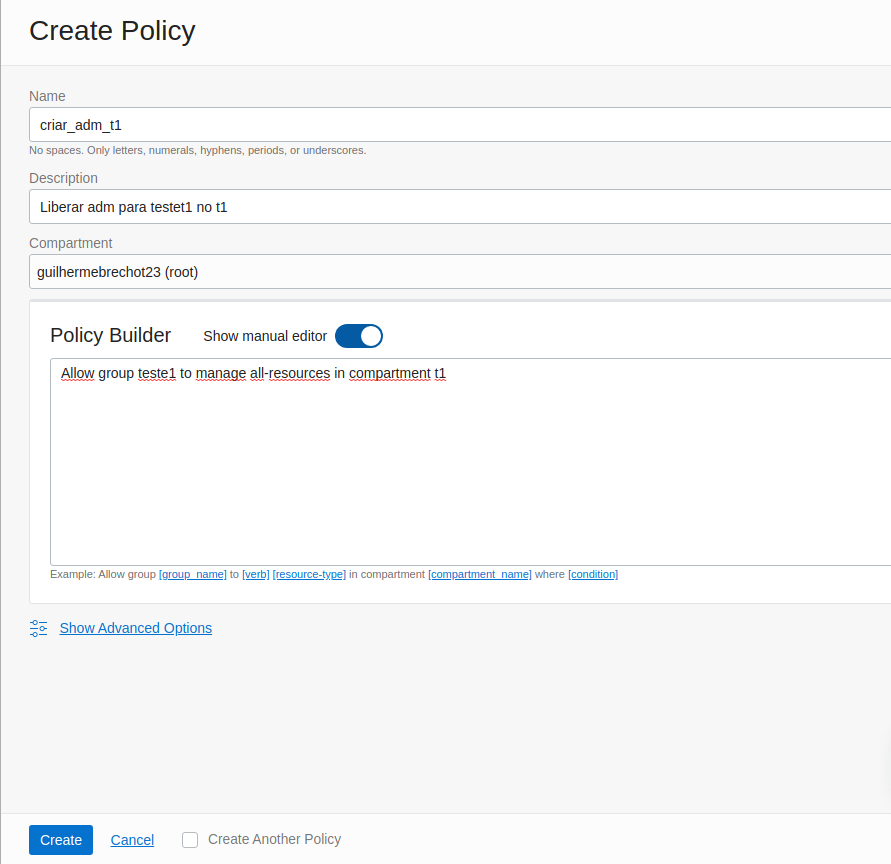 Create Policy
Name
criar_adm_t1
No spaces. Only letters, numerals, hyphens, periods, or underscores.
Description
Liberar adm para testet1 no t1
Compartment
guilhermebrechot23 (root)
Policy Builder Show manual editor
Allow group teste1 to manage all-resources in compartment t1
Example: Allow group [group_name] to [verb] [resource-type] in compartment [compartment_name] where [condition]
Show Advanced Options
Create Cancel Create Another Policy